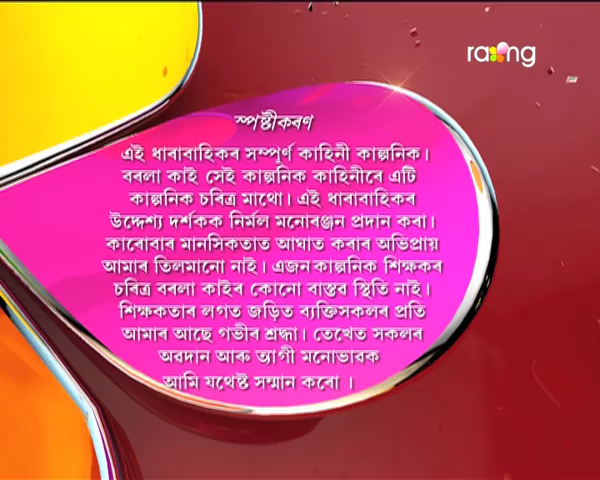 rang
স্পষ্টীকৰণ
এই ধাৰাবাহিকৰ সম্পূৰ্ণ কাহিনী কাল্পনিক।
বৰলা কাই সেই কাল্পনিক কাহিনীৰে এটি
কাল্পনিক চৰিত্ৰ মাথো। এই ধাৰাবাহিকৰ
উদ্দেশ্য দৰ্শকক নিৰ্মল মনোৰঞ্জন প্ৰদান কৰা।
কাৰোবাৰ মানসিকতাত আঘাত কৰাৰ অভিপ্ৰায়
আমাৰ তিলমানো নাই। এজন কাল্পনিক শিক্ষকৰ
চৰিত্ৰ বৰলা কাইৰ কোনো বাস্তৱ স্থিতি নাই।
শিক্ষকতাৰ লগত জড়িত ব্যক্তিসকলৰ প্ৰতি
আমাৰ আছে গভীৰ শ্ৰদ্ধা। তেখেত সকলৰ
অৱদান আৰু ত্যাগী মনোভাবক
আমি যথেষ্ট সন্মান কৰো ।